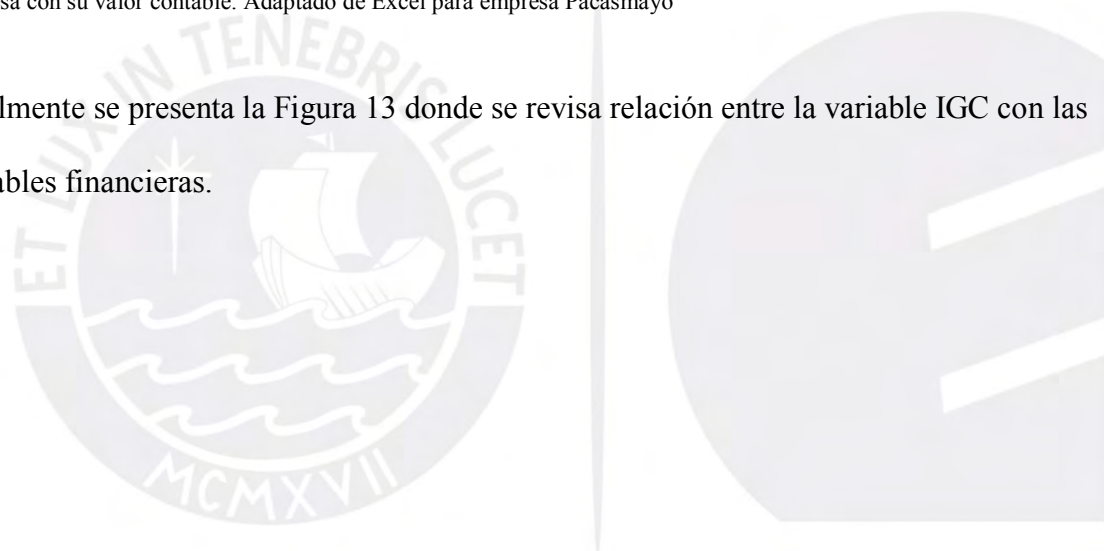 sa con su valor contable. Adaptado de Excel para empresa Pacasmayo
lmente se presenta la Figura 13 donde se revisa relación entre la variable IGC con las
ables financieras.
ET LUX IN TENEBRIS LUCET
MCMXVII